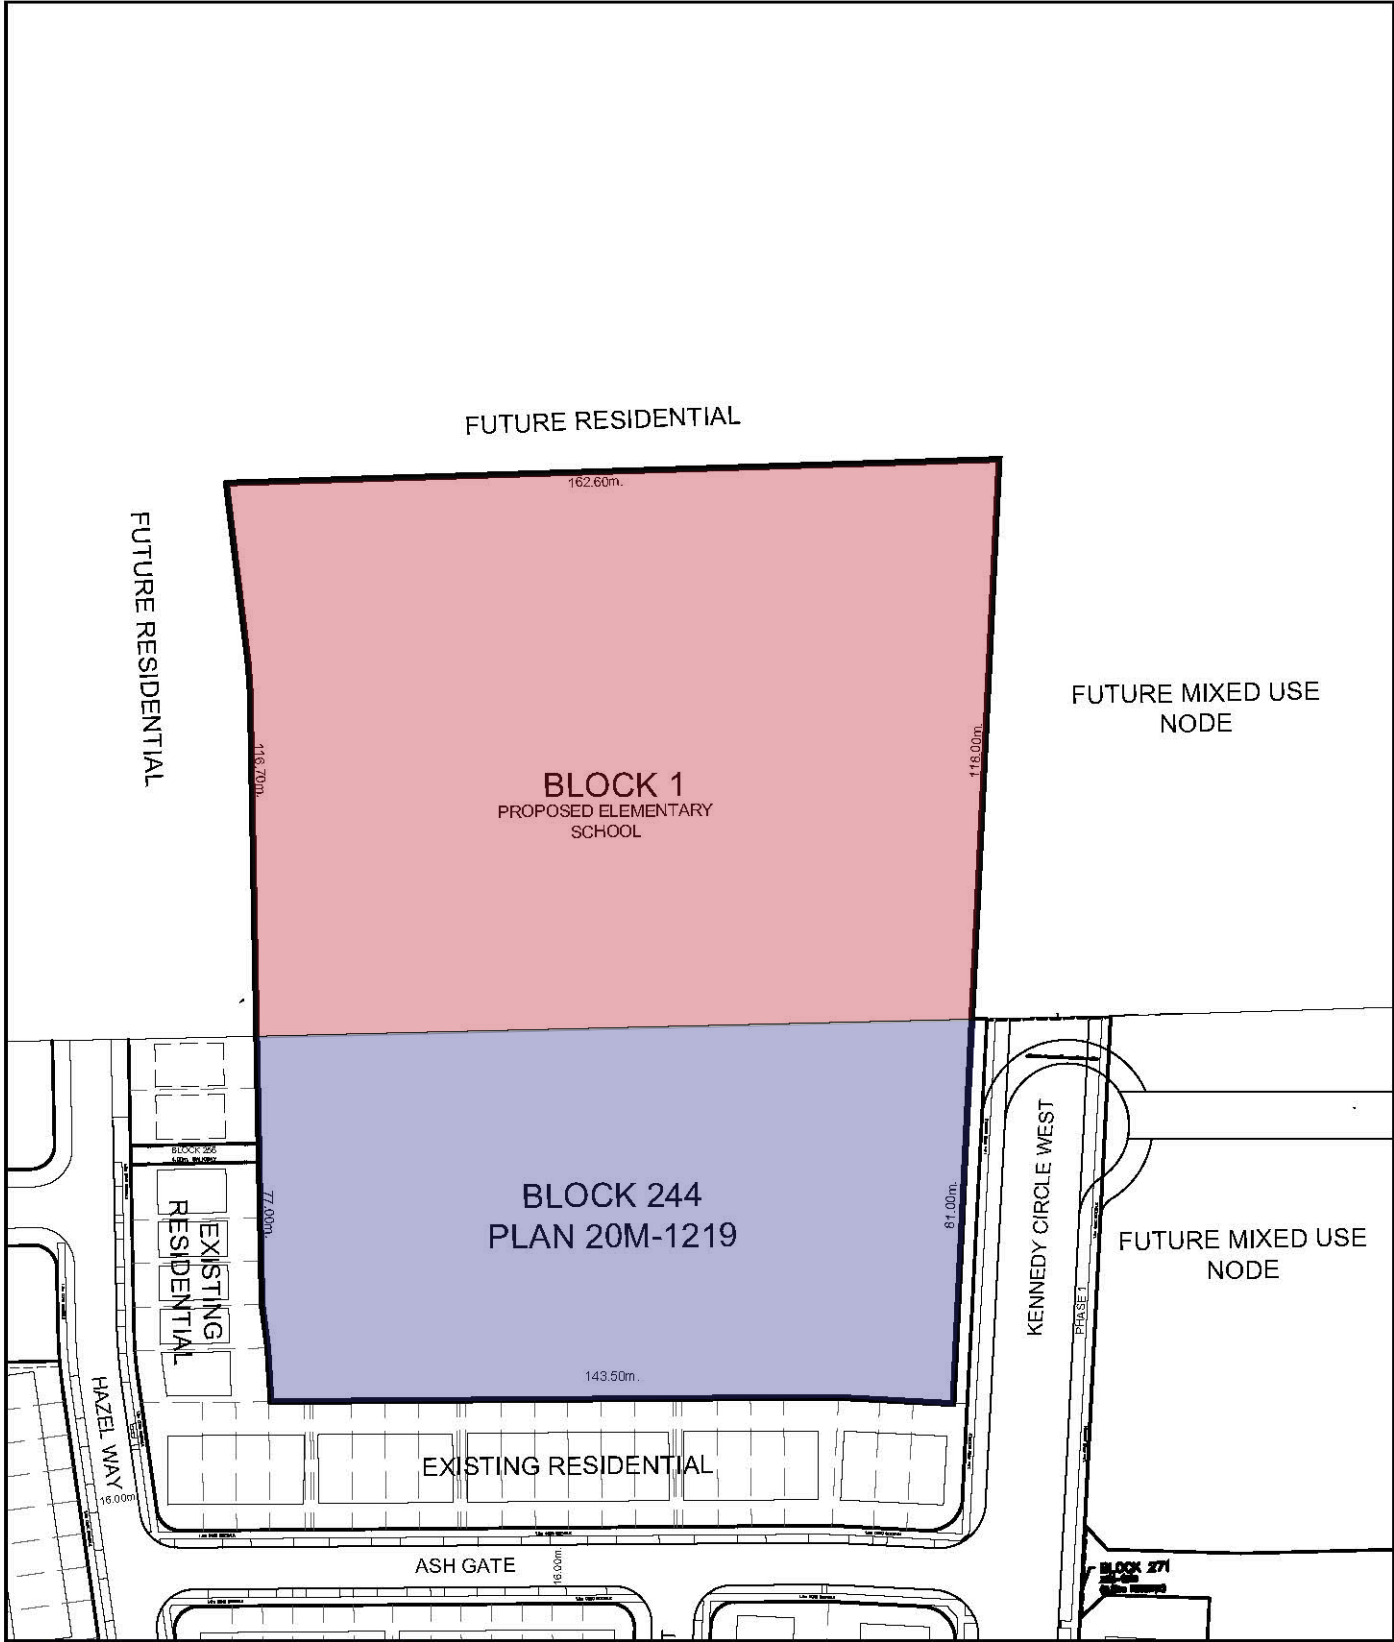 FUTURE RESIDENTIAL
162.60m.
FUTURE RESIDENTIAL
FUTURE MIXED USE
NODE
116.70m.
118.00m.
BLOCK 1
PROPOSED ELEMENTARY
SCHOOL
BLOCK 256
77.00m.
BLOCK 244
PLAN 20M-1219
81.00m.
KENNEDY CIRCLE WEST
PHASE 1
FUTURE MIXED USE
NODE
EXISTING
RESIDENTIAL
143.50m.
HAZEL WAY
16.00m.
EXISTING RESIDENTIAL
ASH GATE
16.00m.
BLOCK 271